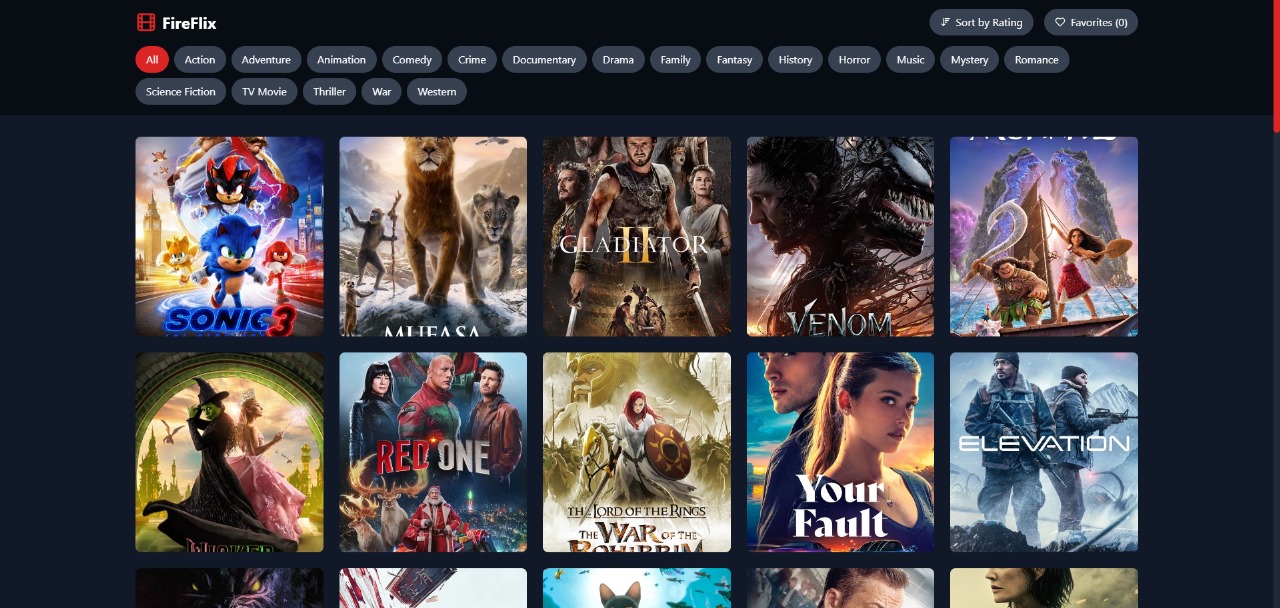 FireFlix
Sort by Rating
Favorites (0)
All Action Adventure Animation Comedy Crime Documentary Drama Family Fantasy History Horror Music Mystery Romance
Science Fiction TV Movie Thriller War Western
SONIC 3
MUFASA
GLADIATOR II
VENOM
2
WICKED
RED ONE
THE LORD OF THE RINGS
THE WAR OF THE
ROHIRRIM
Your
Fault
ELEVATION